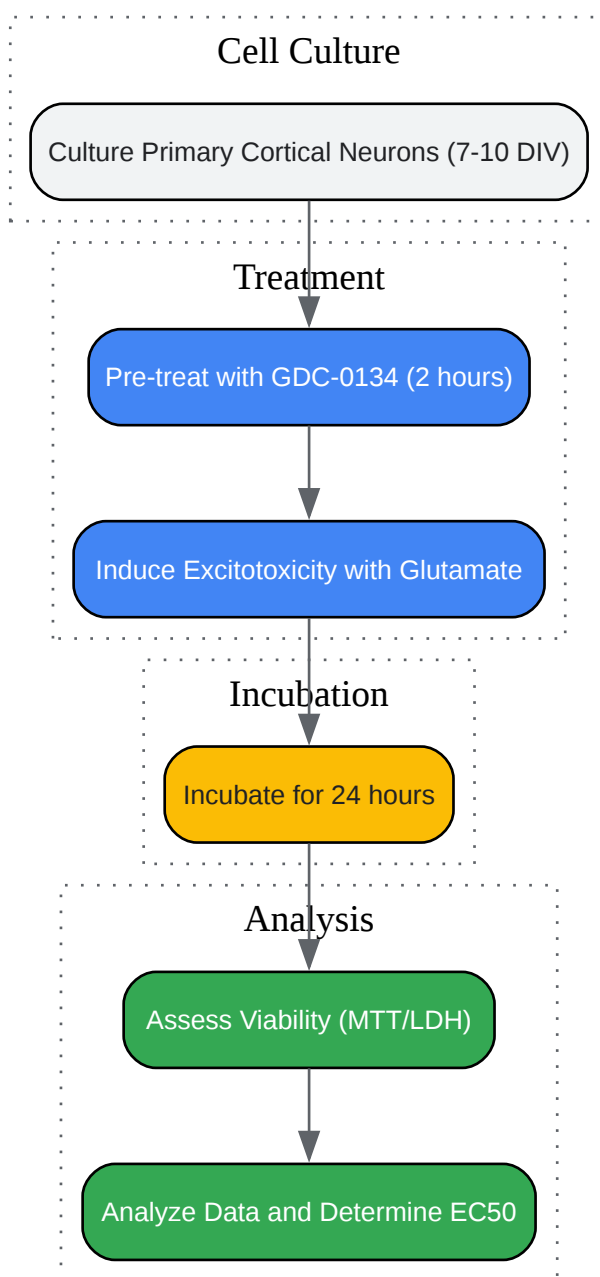 Cell Culture
Culture Primary Cortical Neurons (7-10 DIV)
Treatment
Pre-treat with GDC-0134 (2 hours)
Induce Excitotoxicity with Glutamate
Incubation
Incubate for 24 hours
Analysis
Assess Viability (MTT/LDH)
Analyze Data and Determine EC50